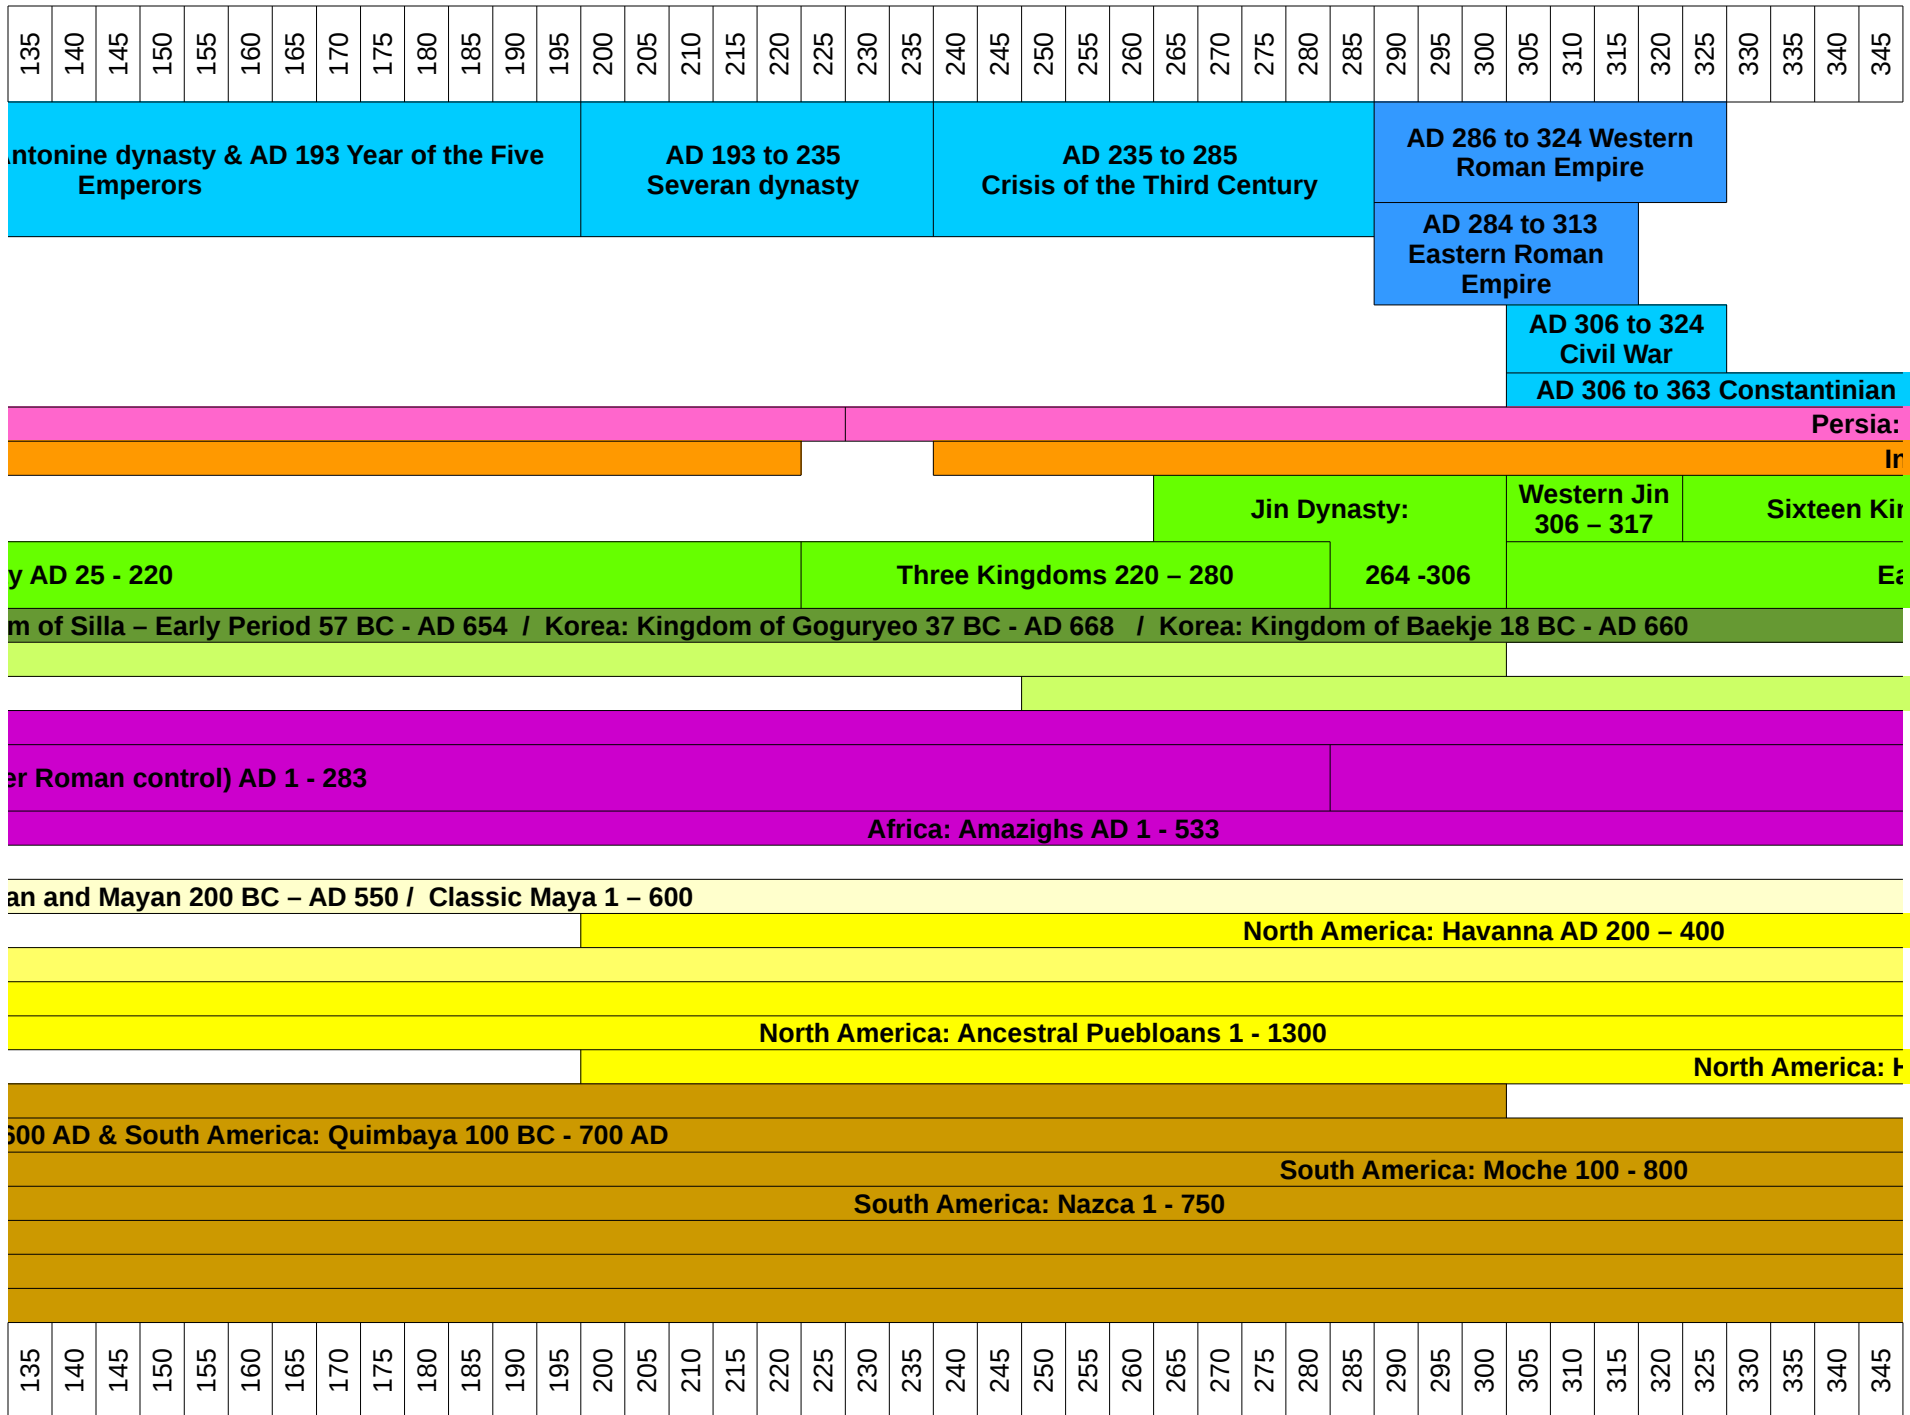 135 140 145 150 155 160 165 170 175 180 185 190 195 200 205 210 215 220 225 230 235 240 245 250 255 260 265 270 275 280 285 290 295 300 305 310 315 320 325 330 335 340 345
ntonine dynasty & AD 193 Year of the Five
Emperors
AD 193 to 235
Severan dynasty
AD 235 to 285
Crisis of the Third Century
AD 286 to 324 Western
Roman Empire
AD 284 to 313
Eastern Roman
Empire
AD 306 to 324
Civil War
AD 306 to 363 Constantinian
Persia:
In
Jin Dynasty:
Western Jin
306 – 317
Sixteen Kin
y AD 25 - 220
Three Kingdoms 220 – 280
264 -306
Ea
m of Silla – Early Period 57 BC - AD 654 / Korea: Kingdom of Goguryeo 37 BC - AD 668 / Korea: Kingdom of Baekje 18 BC - AD 660
er Roman control) AD 1 - 283
Africa: Amazighs AD 1 - 533
an and Mayan 200 BC – AD 550 / Classic Maya 1 – 600
North America: Havanna AD 200 – 400
North America: Ancestral Puebloans 1 - 1300
North America: H
600 AD & South America: Quimbaya 100 BC - 700 AD
South America: Moche 100 - 800
South America: Nazca 1 - 750
135 140 145 150 155 160 165 170 175 180 185 190 195 200 205 210 215 220 225 230 235 240 245 250 255 260 265 270 275 280 285 290 295 300 305 310 315 320 325 330 335 340 345